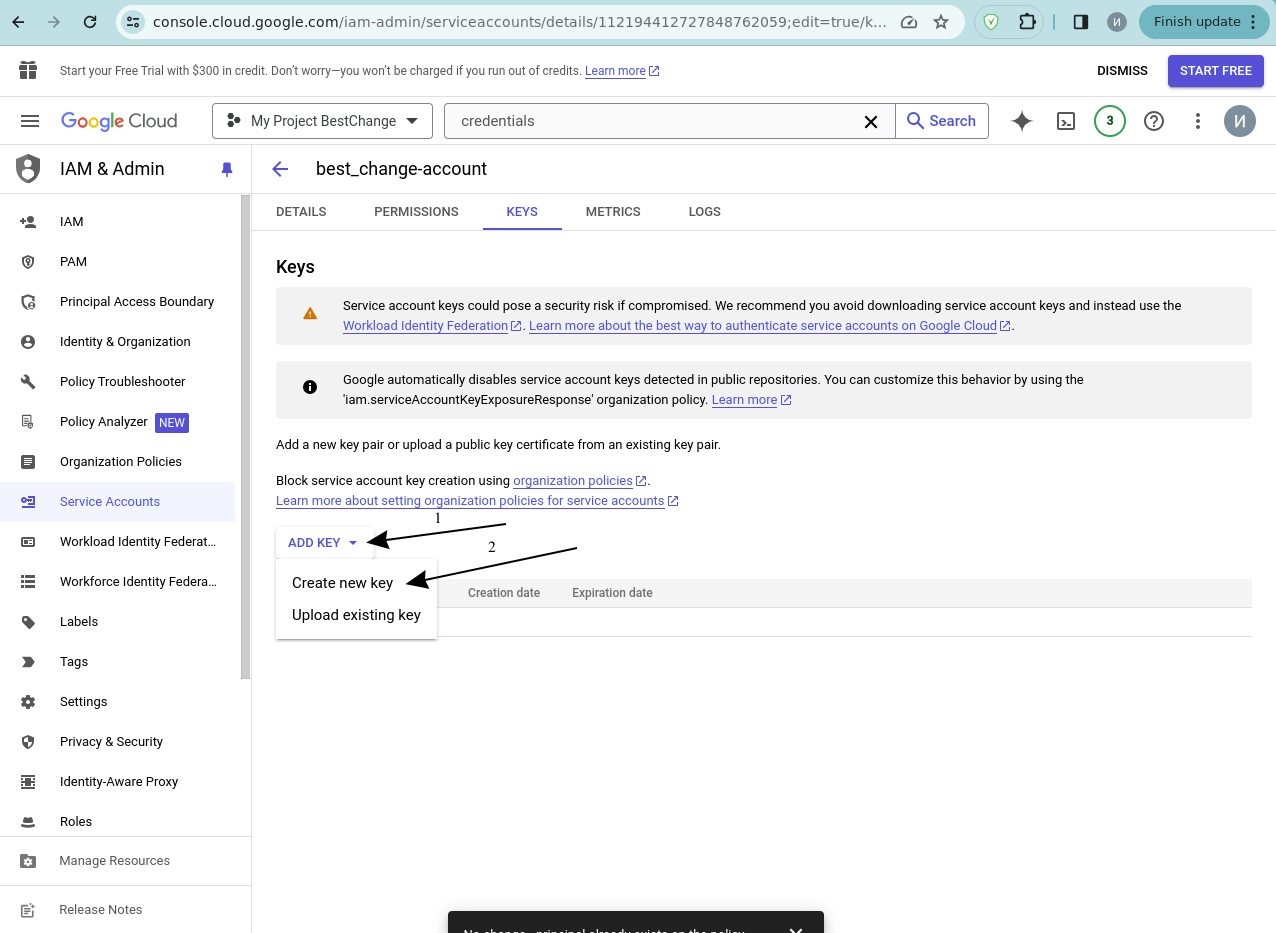 console.cloud.google.com/iam-admin/serviceaccounts/details/112194412727848762059;edit=true/k...
И
Finish update
Start your Free Trial with $300 in credit. Don’t worry—you won’t be charged if you run out of credits. Learn more
DISMISS
START FREE
Google Cloud
My Project BestChange
credentials
Search
3
И
IAM & Admin
best_change-account
DETAILS
PERMISSIONS
KEYS
METRICS
LOGS
IAM
PAM
Principal Access Boundary
Identity & Organization
Policy Troubleshooter
Policy Analyzer NEW
Organization Policies
Service Accounts
Workload Identity Federat...
Workforce Identity Federa...
Labels
Tags
Settings
Privacy & Security
Identity-Aware Proxy
Roles
Manage Resources
Release Notes
Keys
Service account keys could pose a security risk if compromised. We recommend you avoid downloading service account keys and instead use the
Workload Identity Federation. Learn more about the best way to authenticate service accounts on Google Cloud.
Google automatically disables service account keys detected in public repositories. You can customize this behavior by using the
'iam.serviceAccountKeyExposureResponse' organization policy. Learn more
Add a new key pair or upload a public key certificate from an existing key pair.
Block service account key creation using organization policies.
Learn more about setting organization policies for service accounts
1
ADD KEY
2
Create new key
Upload existing key
Creation date
Expiration date
No change - principal already exists on the policy